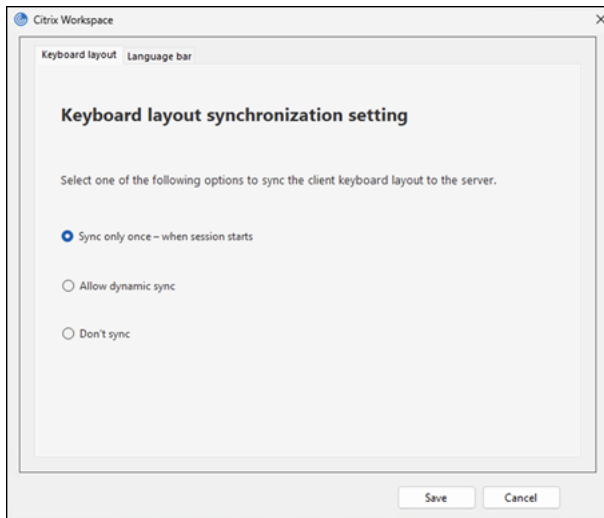 Citrix Workspace
Keyboard layout Language bar
Keyboard layout synchronization setting
Select one of the following options to sync the client keyboard layout to the server.
Sync only once – when session starts
Allow dynamic sync
Don't sync
Save Cancel